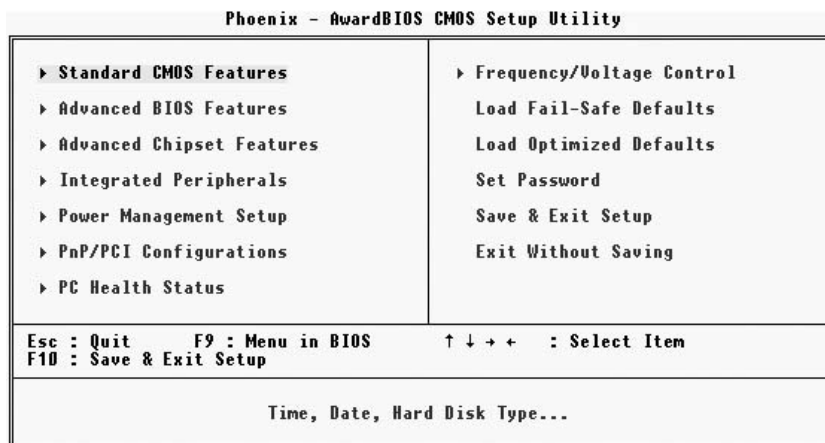 Phoenix - AwardBIOS CMOS Setup Utility
▸ Standard CMOS Features
▸ Advanced BIOS Features
▸ Advanced Chipset Features
▸ Integrated Peripherals
▸ Power Management Setup
▸ PnP/PCI Configurations
▸ PC Health Status
▸ Frequency/Voltage Control
Load Fail-Safe Defaults
Load Optimized Defaults
Set Password
Save & Exit Setup
Exit Without Saving
Esc : Quit F9 : Menu in BIOS ↑ ↓ → ← : Select Item
F10 : Save & Exit Setup
Time, Date, Hard Disk Type...